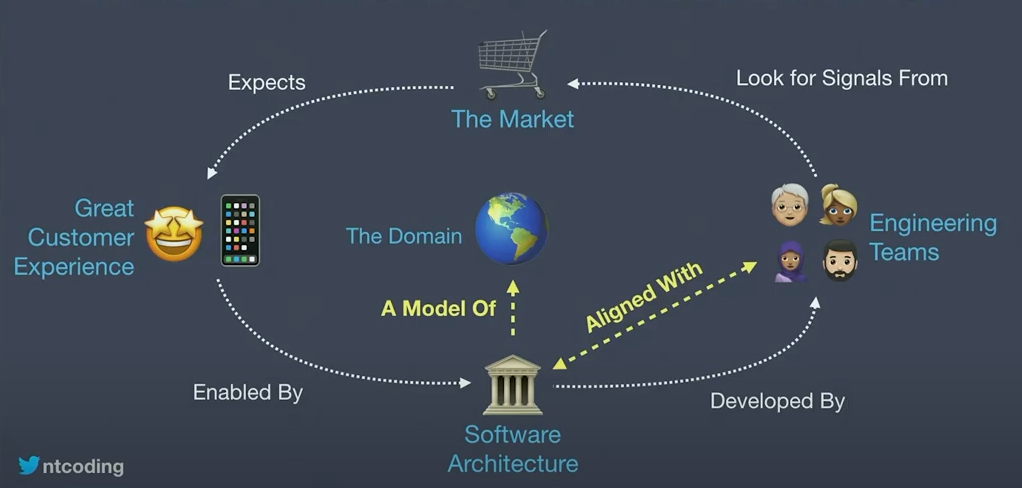 Expects
Look for Signals From
The Market
Great
Customer
Experience
The Domain
Engineering
Teams
A Model Of
Aligned With
Enabled By
Developed By
Software
Architecture
ntcoding